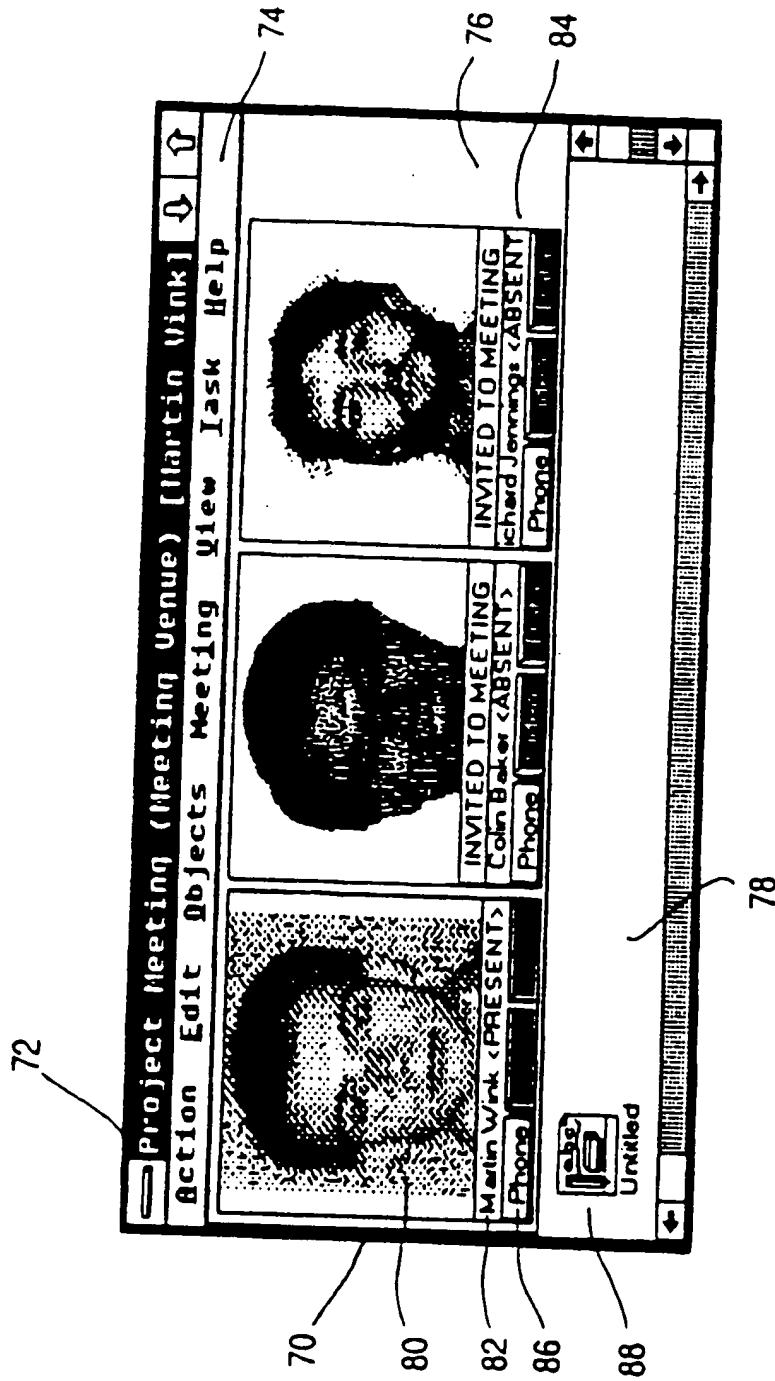 72
Project Meeting (Meeting Venue) [Martin Wink]
Action Edit Objects Meeting View Task Help
74
76
70
80
INVITED TO MEETING
INVITED TO MEETING
82
Martin Wink <PRESENT>
Colin Baker <ABSENT>
ichard Jennings <ABSENT
84
86
Phone
Phone
Phone
88
abc
Untitled
78